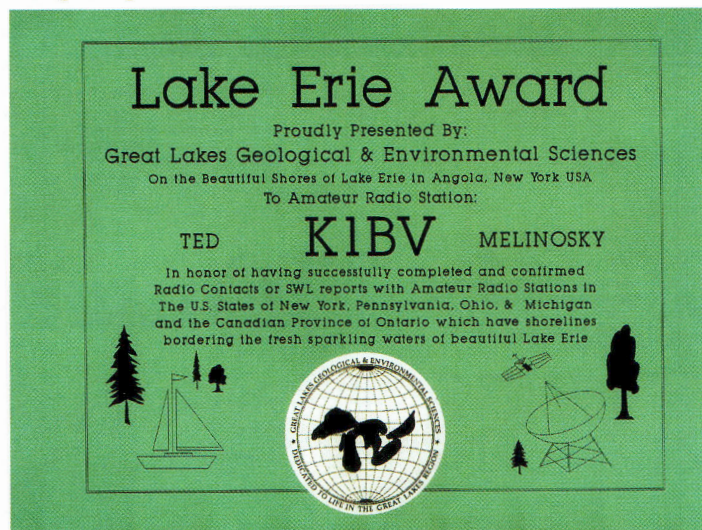 Lake Erie Award
Proudly Presented By:
Great Lakes Geological & Environmental Sciences
On the Beautiful Shores of Lake Erie in Angola, New York USA
To Amateur Radio Station:
TED K1BV MELINOSKY
In honor of having successfully completed and confirmed
Radio Contacts or SWL reports with Amateur Radio Stations in
The U.S. States of New York, Pennsylvania, Ohio, & Michigan
and the Canadian Province of Ontario which have shorelines
bordering the fresh sparkling waters of beautiful Lake Erie
GREAT LAKES GEOLOGICAL & ENVIRONMENTAL SCIENCES
DEDICATED TO LIFE IN THE GREAT LAKES REGION